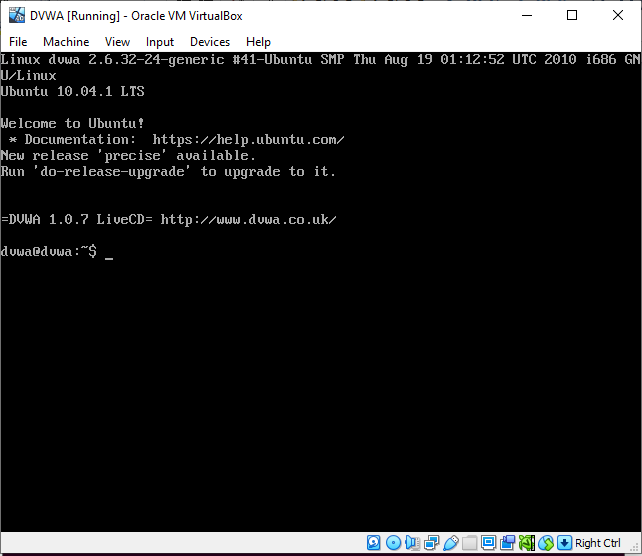 DVWA [Running] - Oracle VM VirtualBox
File Machine View Input Devices Help
Linux dvwa 2.6.32-24-generic #41-Ubuntu SMP Thu Aug 19 01:12:52 UTC 2010 i686 GN
U/Linux
Ubuntu 10.04.1 LTS
Welcome to Ubuntu!
* Documentation:  https://help.ubuntu.com/
New release 'precise' available.
Run 'do-release-upgrade' to upgrade to it.
=DVWA 1.0.7 LiveCD= http://www.dvwa.co.uk/
dvwa@dvwa:~$ _
Right Ctrl